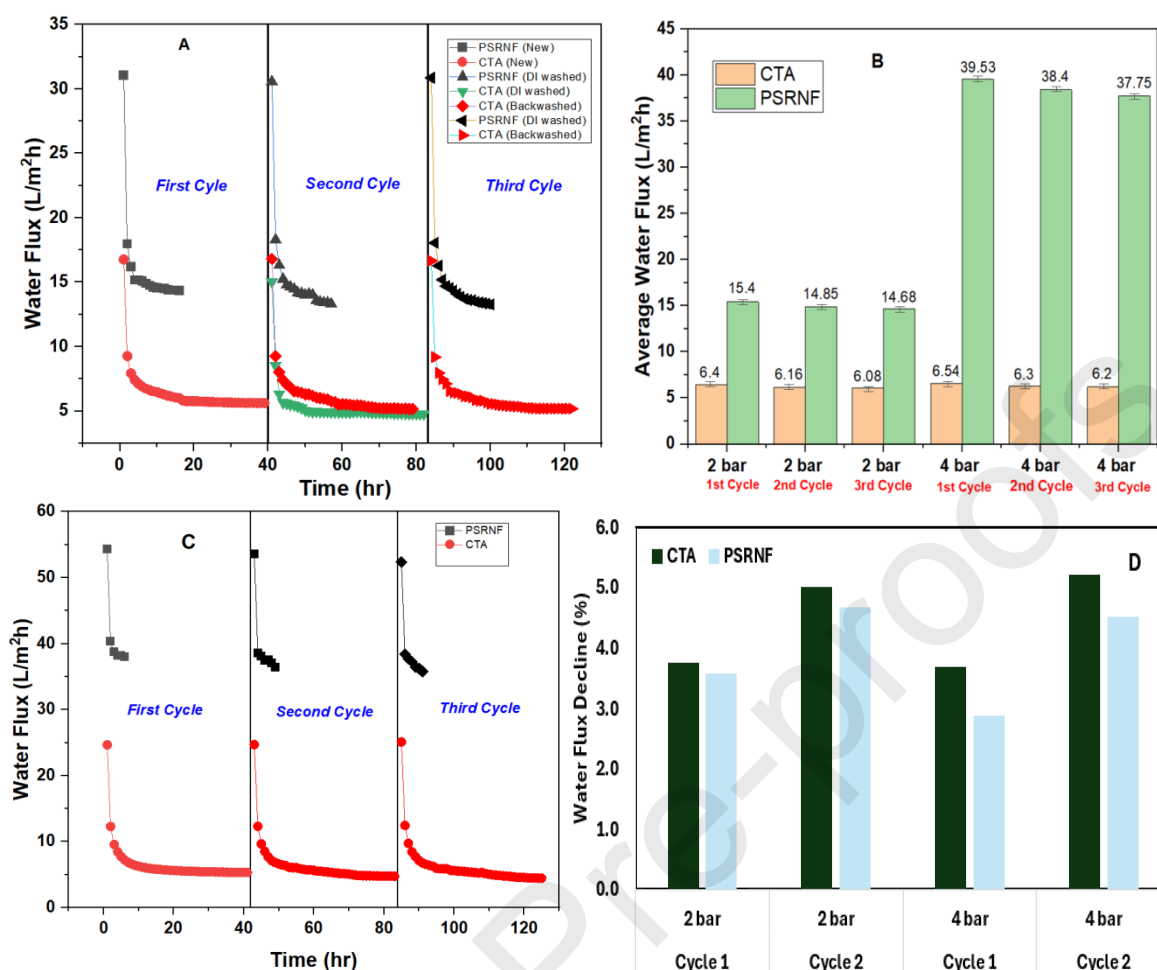 A
35
30
25
20
15
10
5
Water Flux (L/m²h)
PSRNF (New)
CTA (New)
PSRNF (DI washed)
CTA (DI washed)
CTA (Backwashed)
PSRNF (DI washed)
CTA (Backwashed)
First Cyle
Second Cyle
Third Cyle
0 20 40 60 80 100 120
Time (hr)
B
45
40
35
30
25
20
15
10
5
0
Average Water Flux (L/m²h)
CTA
PSRNF
6.4 15.4 6.16 14.85 6.08 14.68 6.54 39.53 6.3 38.4 6.2 37.75
2 bar 2 bar 2 bar 4 bar 4 bar 4 bar
1st Cycle 2nd Cycle 3rd Cycle 1st Cycle 2nd Cycle 3rd Cycle
C
60
50
40
30
20
10
0
Water Flux (L/m²h)
PSRNF
CTA
First Cycle
Second Cycle
Third Cycle
0 20 40 60 80 100 120
Time (hr)
D
6.0
5.0
4.0
3.0
2.0
1.0
0.0
Water Flux Decline (%)
CTA PSRNF
2 bar 2 bar 4 bar 4 bar
Cycle 1 Cycle 2 Cycle 1 Cycle 2
Pre-proofs